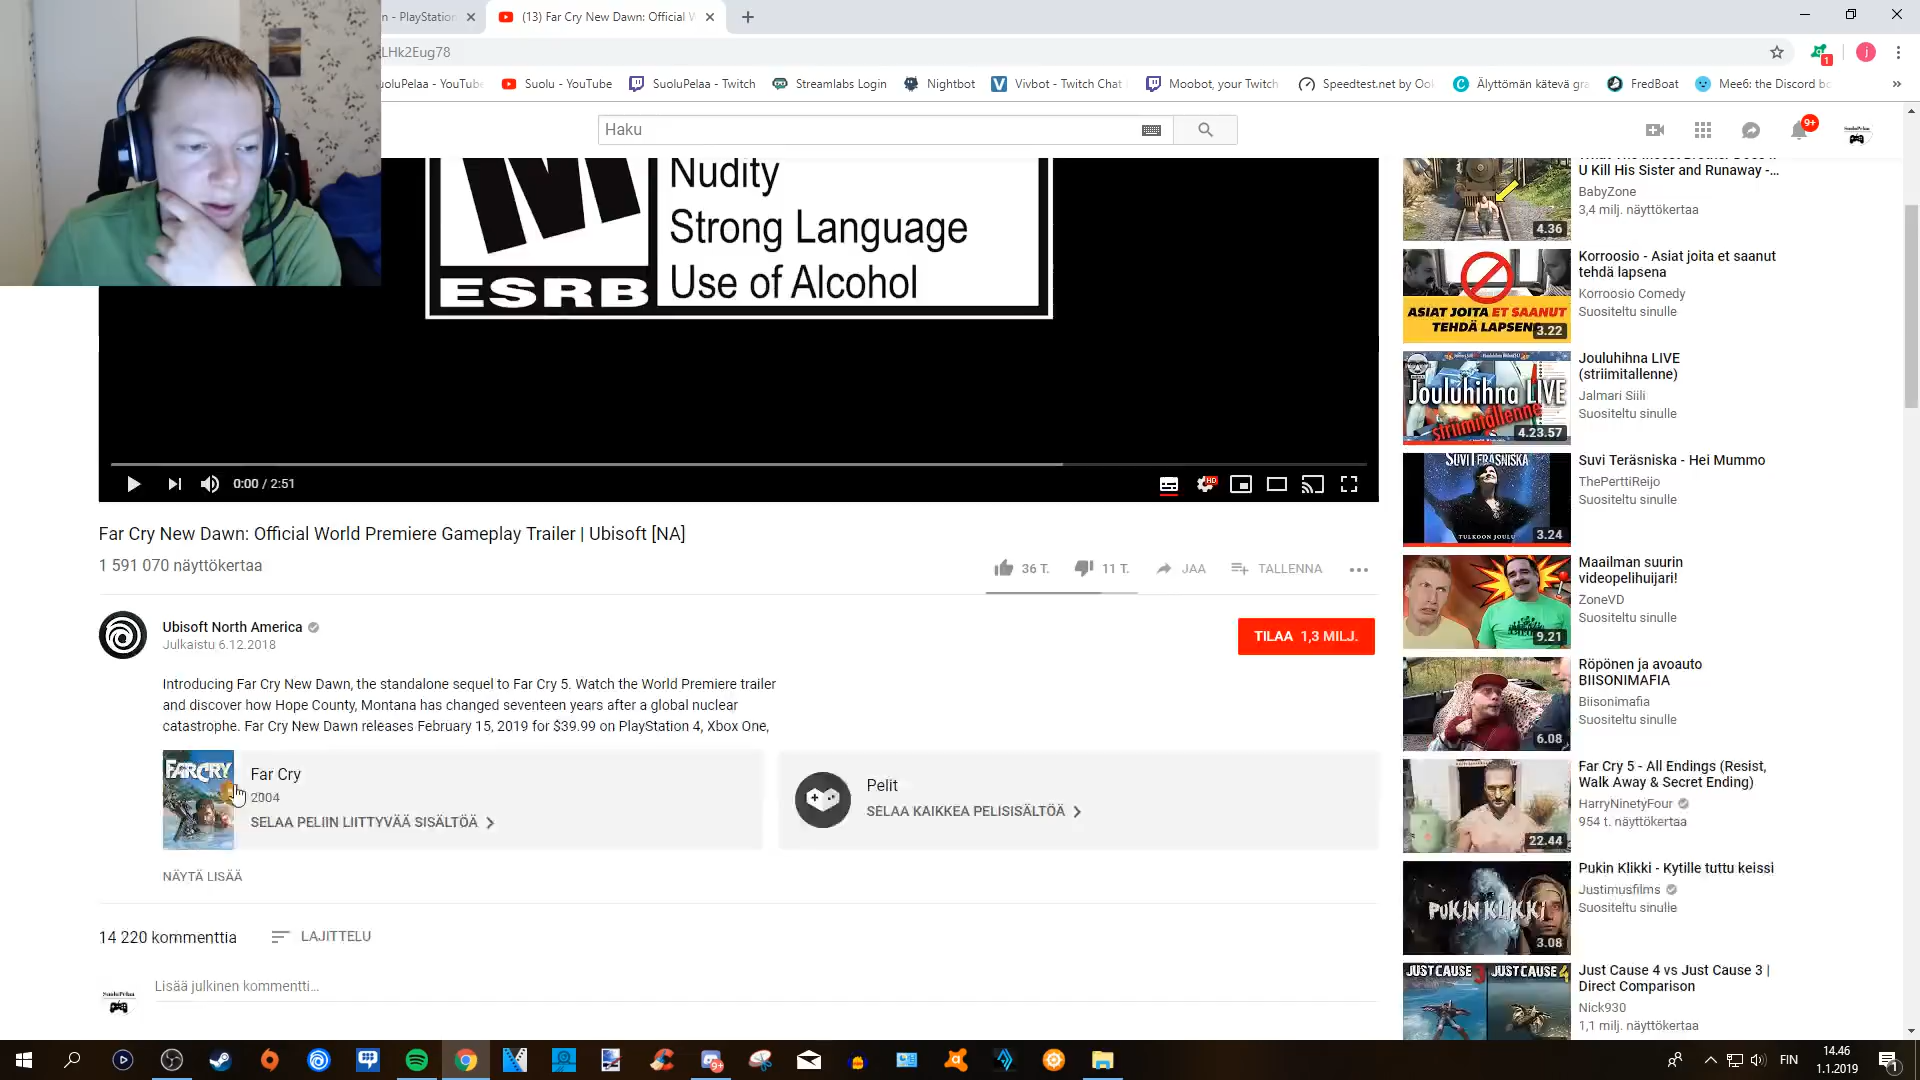 n - PlayStation
(13) Far Cry New Dawn: Official W
LHk2Eug78
uoluPelaa - YouTube
Suolu - YouTube
SuoluPelaa - Twitch
Streamlabs Login
Nightbot
Vivbot - Twitch Chat
Moobot, your Twitch
Speedtest.net by Ook
Älyttömän kätevä gra
FredBoat
Mee6: the Discord bo
Haku
9+
Nudity
Strong Language
Use of Alcohol
ESRB
0:00 / 2:51
HD
Far Cry New Dawn: Official World Premiere Gameplay Trailer | Ubisoft [NA]
1 591 070 näyttökertaa
36 T.
11 T.
JAA
TALLENNA
Ubisoft North America
Julkaistu 6.12.2018
TILAA 1,3 MILJ.
Introducing Far Cry New Dawn, the standalone sequel to Far Cry 5. Watch the World Premiere trailer
and discover how Hope County, Montana has changed seventeen years after a global nuclear
catastrophe. Far Cry New Dawn releases February 15, 2019 for $39.99 on PlayStation 4, Xbox One,
FARCRY
Far Cry
2004
SELAA PELIIN LIITTYVÄÄ SISÄLTÖÄ
Pelit
SELAA KAIKKEA PELISISÄLTÖÄ
NÄYTÄ LISÄÄ
14 220 kommenttia
LAJITTELU
SuoluPelaa
Lisää julkinen kommentti...
U Kill His Sister and Runaway -...
BabyZone
3,4 milj. näyttökertaa
4.36
Korroosio - Asiat joita et saanut
tehdä lapsena
Korroosio Comedy
Suositeltu sinulle
ASIAT JOITA ET SAANUT
TEHDÄ LAPSENA
3.22
Jouluhihna LIVE
(striimitallenne)
Jalmari Siili
Suositeltu sinulle
Jouluhihna LIVE
striimitallenne
4.23.57
Suvi Teräsniska - Hei Mummo
ThePerttiReijo
Suositeltu sinulle
SUVI TERÄSNISKA
TULKOON JOULU
3.24
Maailman suurin
videopelihuijari!
ZoneVD
Suositeltu sinulle
9.21
Röpönen ja avoauto
BIISONIMAFIA
Biisonimafia
Suositeltu sinulle
6.08
Far Cry 5 - All Endings (Resist,
Walk Away & Secret Ending)
HarryNinetyFour
954 t. näyttökertaa
22.44
Pukin Klikki - Kytille tuttu keissi
Justimusfilms
Suositeltu sinulle
PUKIN KLIKKI
3.08
Just Cause 4 vs Just Cause 3 |
Direct Comparison
Nick930
1,1 milj. näyttökertaa
JUST CAUSE 3
JUST CAUSE 4
FIN
14.46
1.1.2019